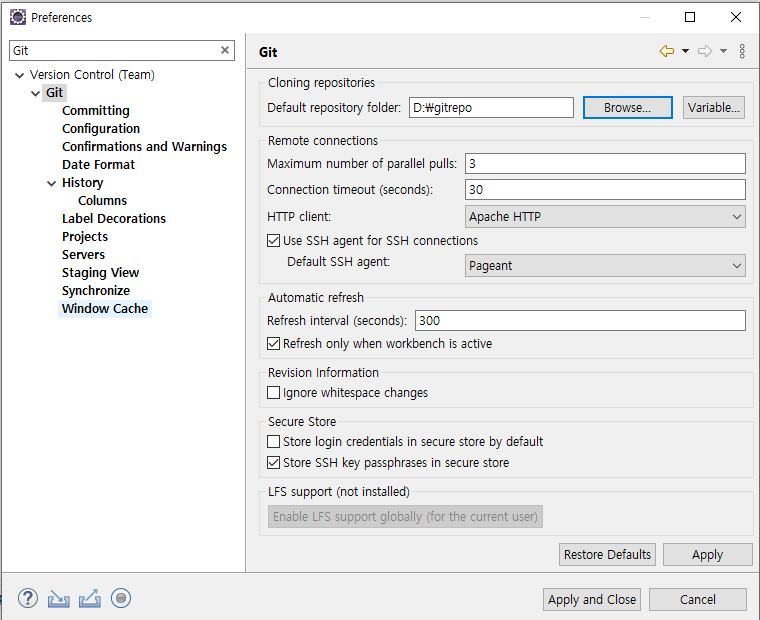 Preferences
Git
Git
Version Control (Team)
Git
Committing
Configuration
Confirmations and Warnings
Date Format
History
Columns
Label Decorations
Projects
Servers
Staging View
Synchronize
Window Cache
Cloning repositories
Default repository folder: D:₩gitrepo Browse... Variable...
Remote connections
Maximum number of parallel pulls: 3
Connection timeout (seconds): 30
HTTP client: Apache HTTP
Use SSH agent for SSH connections
Default SSH agent: Pageant
Automatic refresh
Refresh interval (seconds): 300
Refresh only when workbench is active
Revision Information
Ignore whitespace changes
Secure Store
Store login credentials in secure store by default
Store SSH key passphrases in secure store
LFS support (not installed)
Enable LFS support globally (for the current user)
Restore Defaults Apply
Apply and Close Cancel